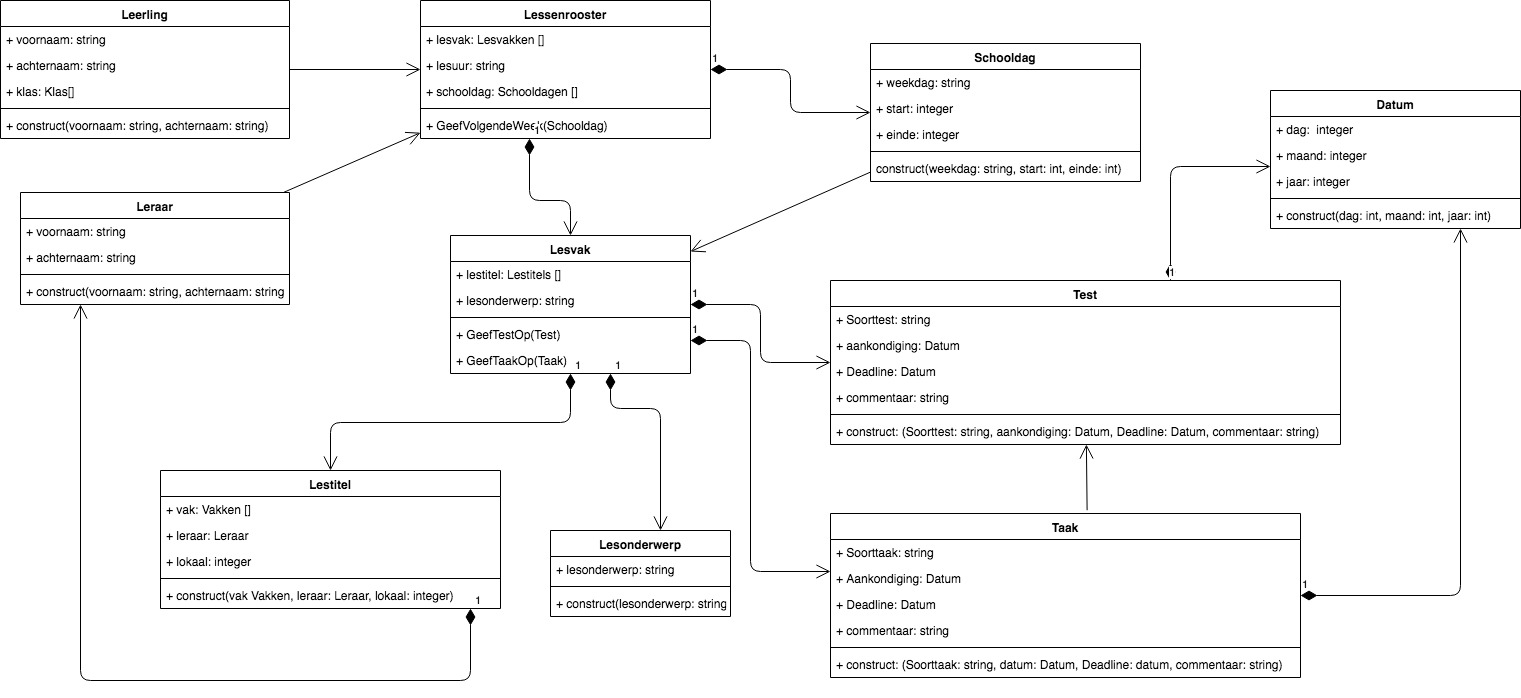 Leerling
+ voornaam: string
+ achternaam: string
+ klas: Klas[]
+ construct(voornaam: string, achternaam: string)
Lessenrooster
+ lesvak: Lesvakken []
+ lesuur: string
+ schooldag: Schooldagen []
+ GeefVolgendeWeek(Schooldag)
1
1
Schooldag
+ weekdag: string
+ start: integer
+ einde: integer
construct(weekdag: string, start: int, einde: int)
Datum
+ dag:  integer
+ maand: integer
+ jaar: integer
+ construct(dag: int, maand: int, jaar: int)
Leraar
+ voornaam: string
+ achternaam: string
+ construct(voornaam: string, achternaam: string
Lesvak
+ lestitel: Lestitels []
+ lesonderwerp: string
+ GeefTestOp(Test)
+ GeefTaakOp(Taak)
1
1
1
1
1
Test
+ Soorttest: string
+ aankondiging: Datum
+ Deadline: Datum
+ commentaar: string
+ construct: (Soorttest: string, aankondiging: Datum, Deadline: Datum, commentaar: string)
Lestitel
+ vak: Vakken []
+ leraar: Leraar
+ lokaal: integer
+ construct(vak Vakken, leraar: Leraar, lokaal: integer)
1
Lesonderwerp
+ lesonderwerp: string
+ construct(lesonderwerp: string
Taak
+ Soorttaak: string
+ Aankondiging: Datum
+ Deadline: Datum
+ commentaar: string
+ construct: (Soorttaak: string, datum: Datum, Deadline: datum, commentaar: string)
1